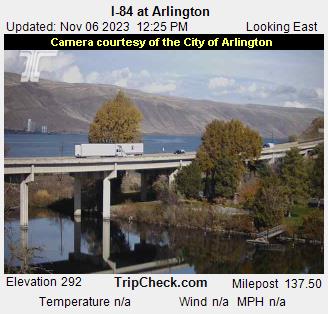 I-84 at Arlington
Updated: Nov 06 2023 12:25 PM Looking East
Camera courtesy of the City of Arlington
Elevation 292 TripCheck.com Milepost 137.50
Temperature n/a Wind n/a MPH n/a